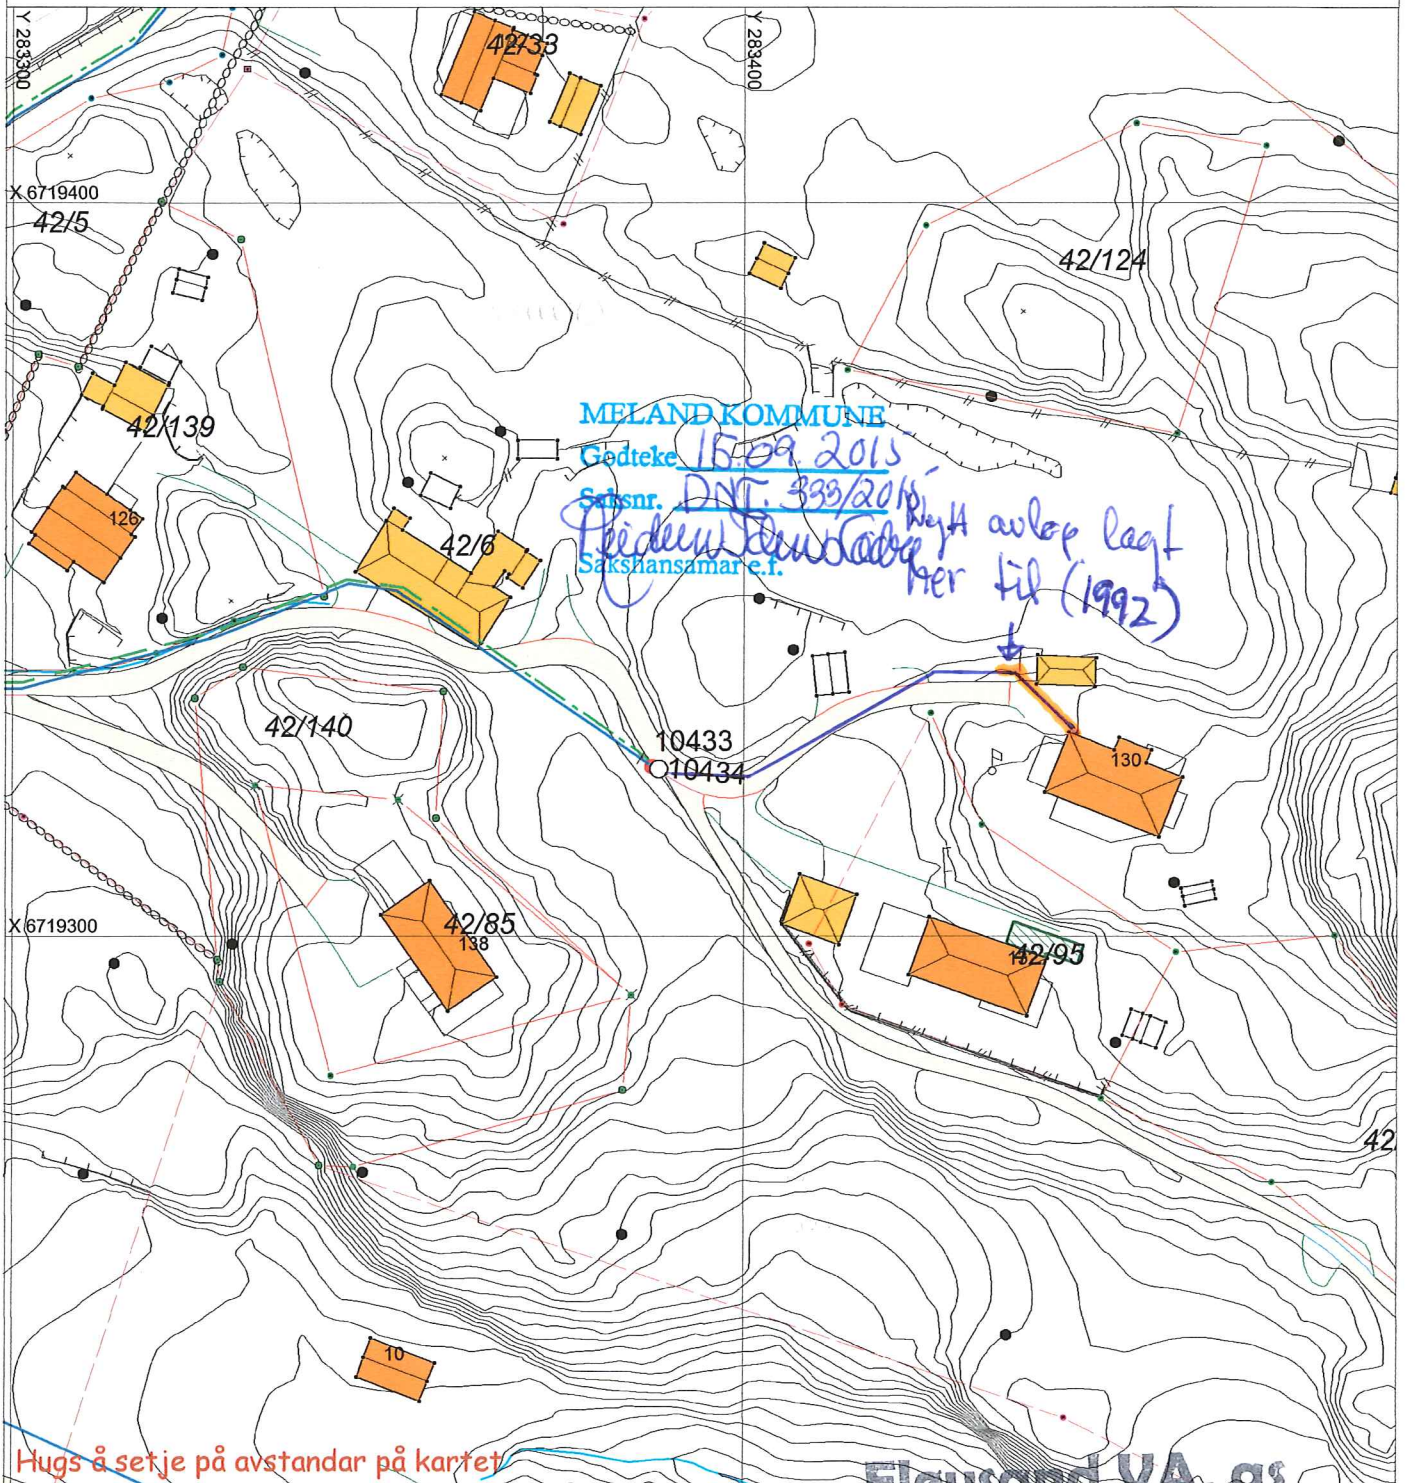 Y 283300
Y 283400
42/33
X 6719400
42/5
42/124
42/139
MELAND KOMMUNE
Godteke 15.09.2015
Saksnr. DNT. 333/2015
Sakshansamar e.f.
Nytt avløp lagt
her til (1992)
126
42/6
42/140
10433
10434
130
X 6719300
42/85
138
42/95
42
10
Hugs å setje på avstandar på kartet
VA as